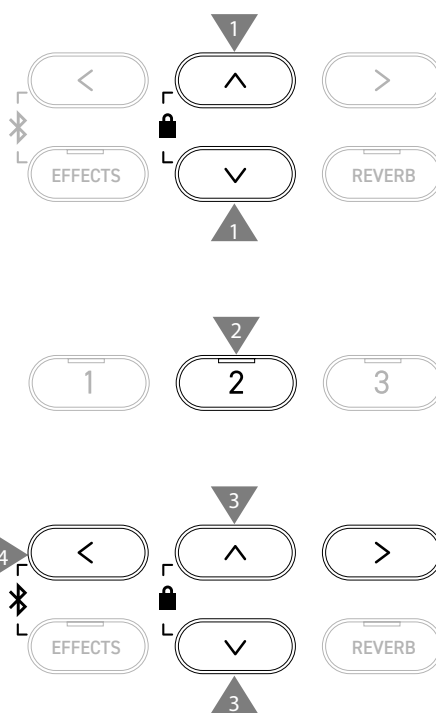 1
<
^
>
EFFECTS
v
REVERB
1
2
1
2
3
3
4
<
^
>
EFFECTS
v
REVERB
3